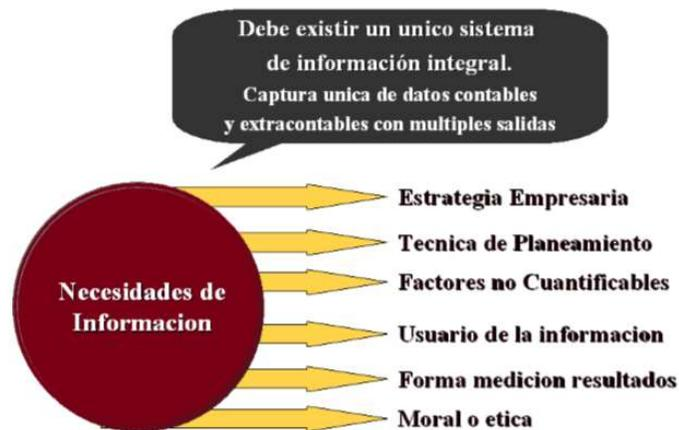 Debe existir un unico sistema
de información integral.
Captura unica de datos contables
y extracontables con multiples salidas
Necesidades de
Informacion
Estrategia Empresaria
Tecnica de Planeamiento
Factores no Cuantificables
Usuario de la informacion
Forma medicion resultados
Moral o etica